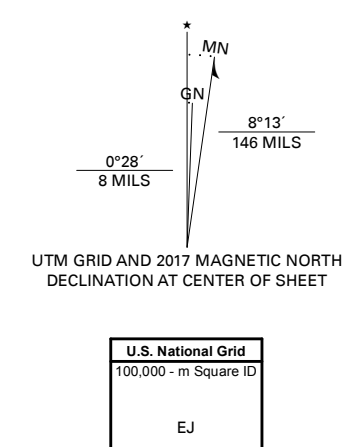 ★
MN
GN
8°13´
146 MILS
0°28´
8 MILS
UTM GRID AND 2017 MAGNETIC NORTH
DECLINATION AT CENTER OF SHEET
U.S. National Grid
100,000 - m Square ID
EJ